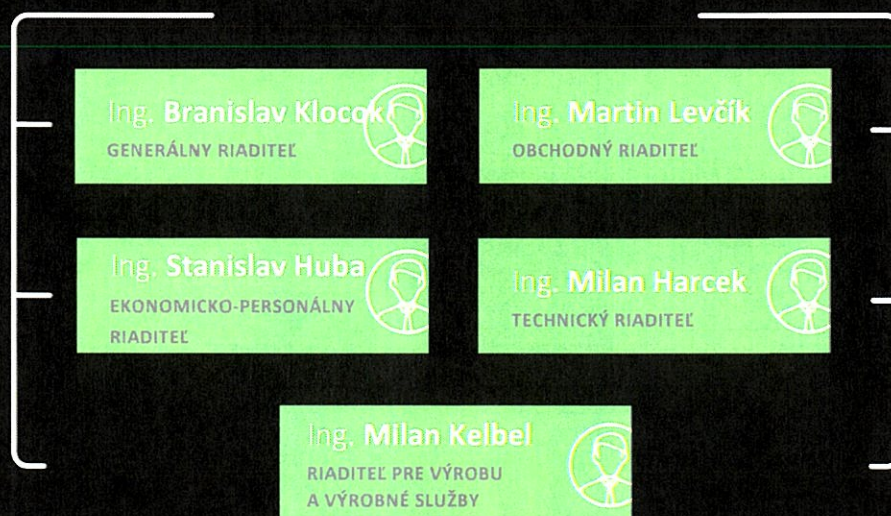 Ing. Branislav Klocok
GENERÁLNY RIADITEĽ
Ing. Martin Levčík
OBCHODNÝ RIADITEĽ
Ing. Stanislav Huba
EKONOMICKO-PERSONÁLNY
RIADITEĽ
Ing. Milan Harcek
TECHNICKÝ RIADITEĽ
Ing. Milan Kelbel
RIADITEĽ PRE VÝROBU
A VÝROBNÉ SLUŽBY